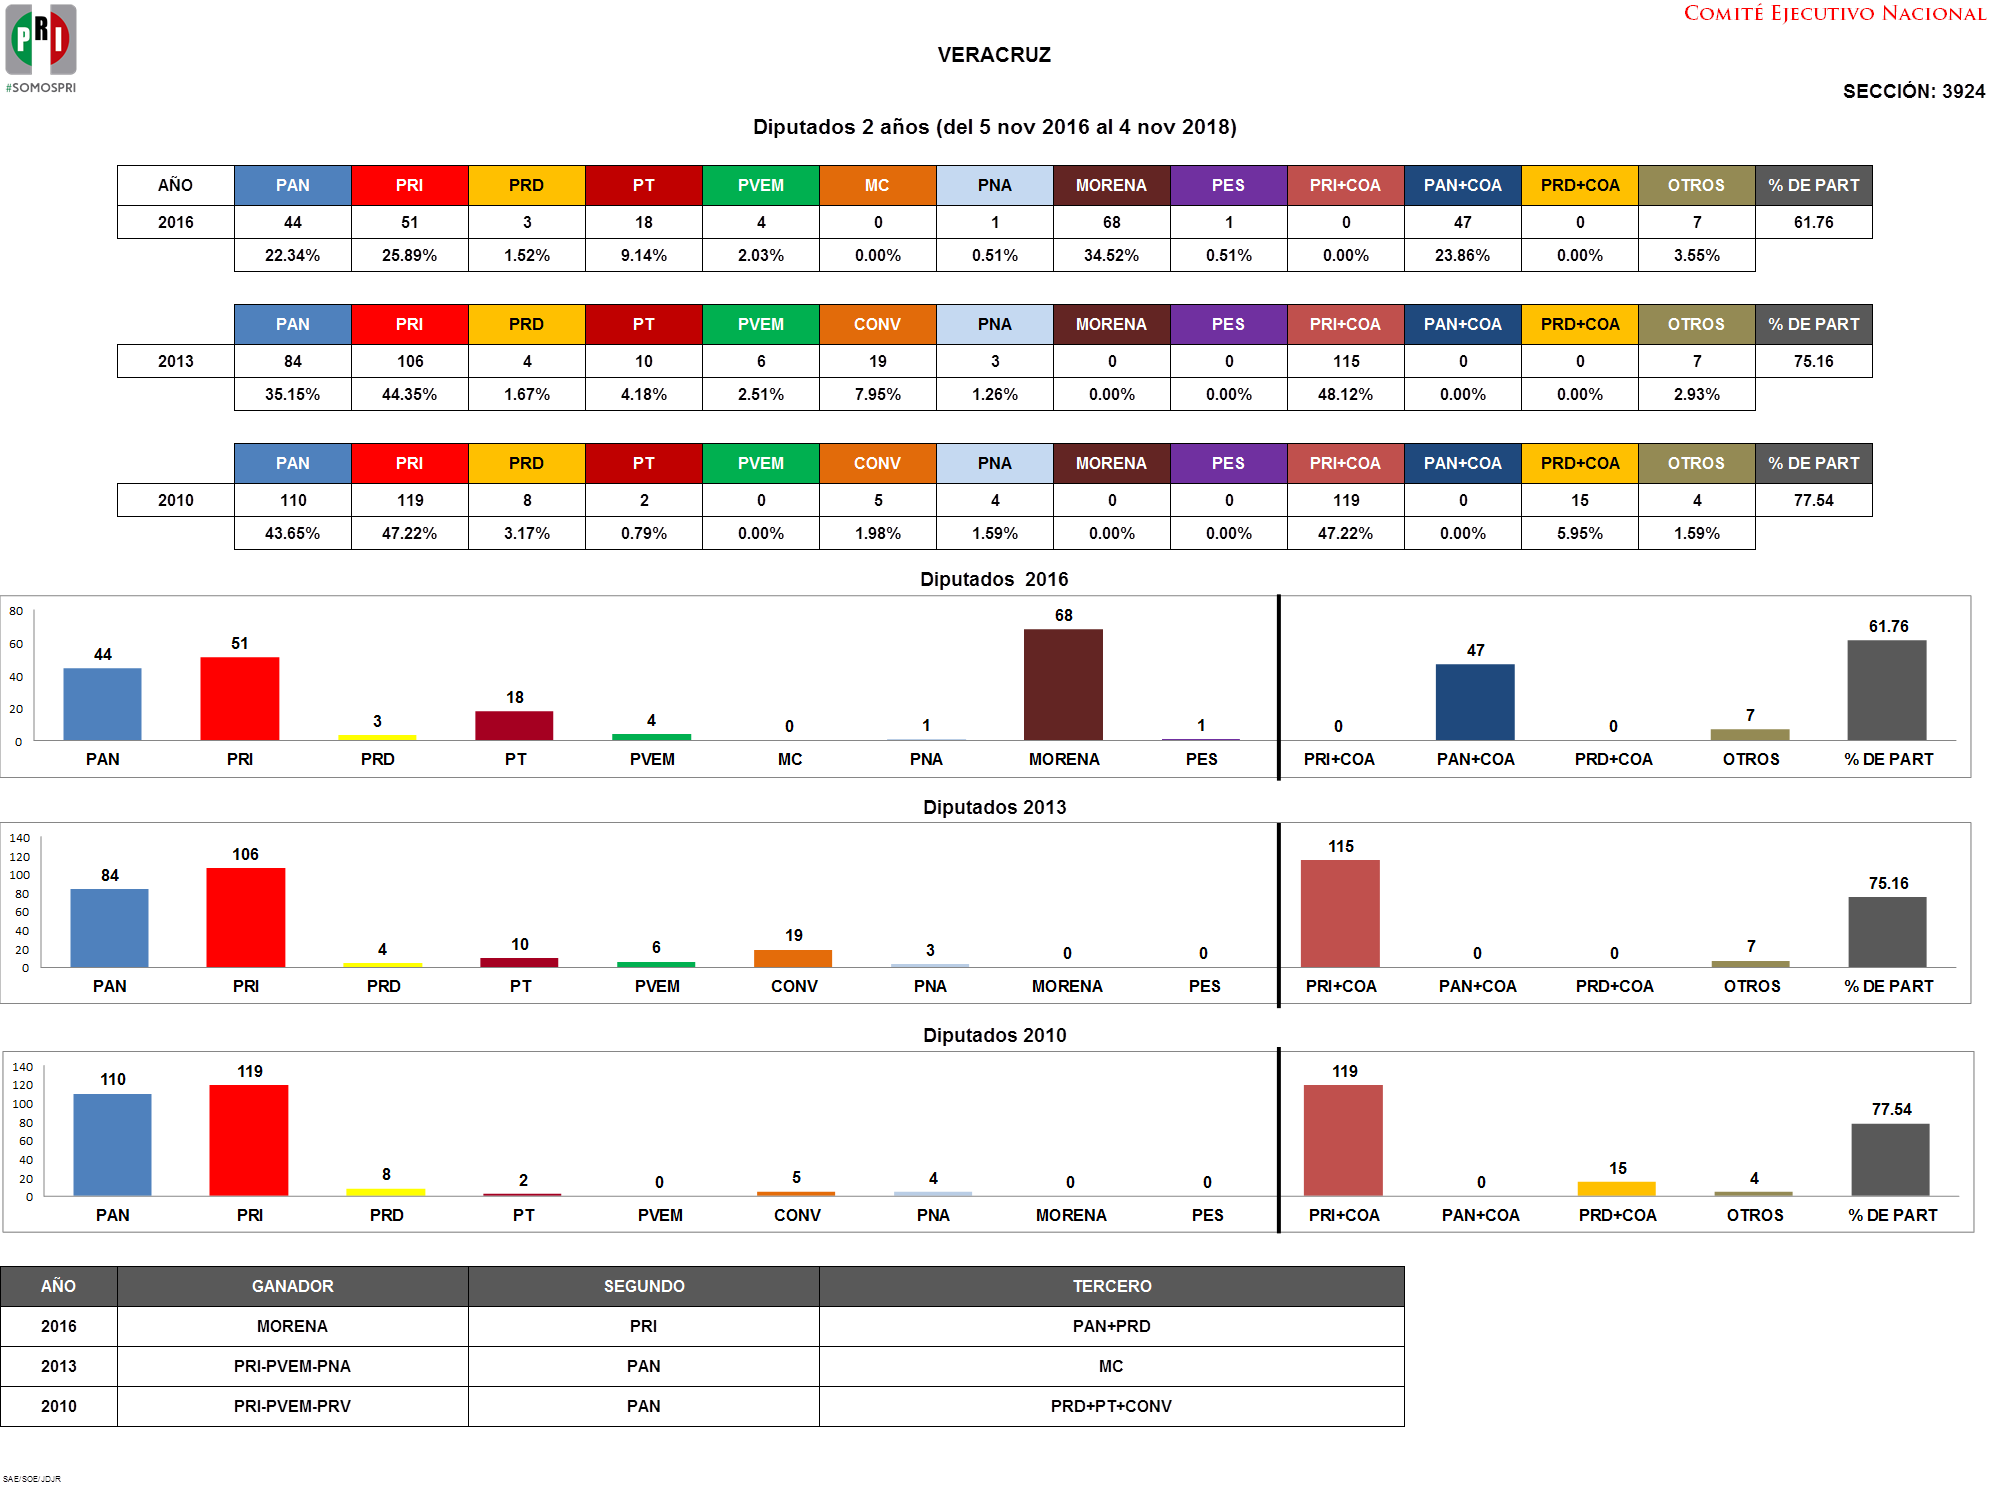 PRI
#SOMOSPRI
COMITÉ EJECUTIVO NACIONAL
VERACRUZ
SECCIÓN: 3924
Diputados 2 años (del 5 nov 2016 al 4 nov 2018)
AÑO PAN PRI PRD PT PVEM MC PNA MORENA PES PRI+COA PAN+COA PRD+COA OTROS % DE PART
2016 44 51 3 18 4 0 1 68 1 0 47 0 7 61.76
22.34% 25.89% 1.52% 9.14% 2.03% 0.00% 0.51% 34.52% 0.51% 0.00% 23.86% 0.00% 3.55%
PAN PRI PRD PT PVEM CONV PNA MORENA PES PRI+COA PAN+COA PRD+COA OTROS % DE PART
2013 84 106 4 10 6 19 3 0 0 115 0 0 7 75.16
35.15% 44.35% 1.67% 4.18% 2.51% 7.95% 1.26% 0.00% 0.00% 48.12% 0.00% 0.00% 2.93%
PAN PRI PRD PT PVEM CONV PNA MORENA PES PRI+COA PAN+COA PRD+COA OTROS % DE PART
2010 110 119 8 2 0 5 4 0 0 119 0 15 4 77.54
43.65% 47.22% 3.17% 0.79% 0.00% 1.98% 1.59% 0.00% 0.00% 47.22% 0.00% 5.95% 1.59%
Diputados 2016
80
60
40
20
0
44 51 3 18 4 0 1 68 1 0 47 0 7 61.76
PAN PRI PRD PT PVEM MC PNA MORENA PES PRI+COA PAN+COA PRD+COA OTROS % DE PART
Diputados 2013
140
120
100
80
60
40
20
0
84 106 4 10 6 19 3 0 0 115 0 0 7 75.16
PAN PRI PRD PT PVEM CONV PNA MORENA PES PRI+COA PAN+COA PRD+COA OTROS % DE PART
Diputados 2010
140
120
100
80
60
40
20
0
110 119 8 2 0 5 4 0 0 119 0 15 4 77.54
PAN PRI PRD PT PVEM CONV PNA MORENA PES PRI+COA PAN+COA PRD+COA OTROS % DE PART
AÑO GANADOR SEGUNDO TERCERO
2016 MORENA PRI PAN+PRD
2013 PRI-PVEM-PNA PAN MC
2010 PRI-PVEM-PRV PAN PRD+PT+CONV
SAE/SOE/JDJR